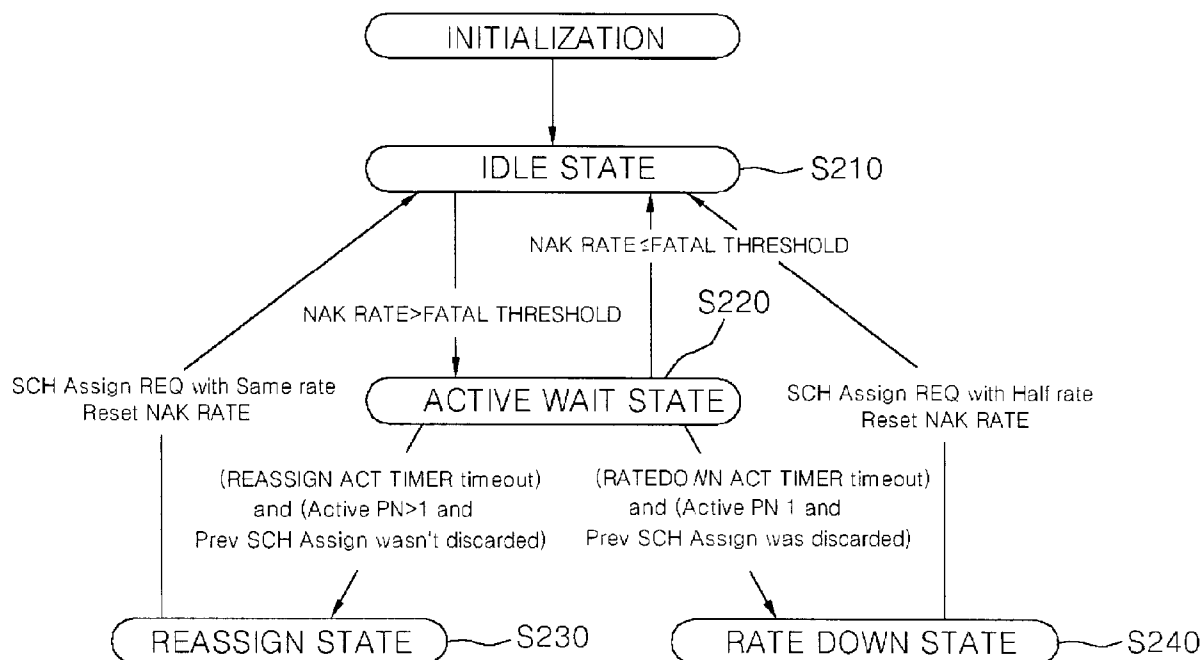 INITIALIZATION
IDLE STATE
S210
NAK RATE≤FATAL THRESHOLD
NAK RATE>FATAL THRESHOLD
S220
SCH Assign REQ with Same rate
Reset NAK RATE
ACTIVE WAIT STATE
SCH Assign REQ with Half rate
Reset NAK RATE
(REASSIGN ACT TIMER timeout)
and (Active PN>1 and
Prev SCH Assign wasn't discarded)
(RATEDOWN ACT TIMER timeout)
and (Active PN 1 and
Prev SCH Assign was discarded)
REASSIGN STATE
S230
RATE DOWN STATE
S240